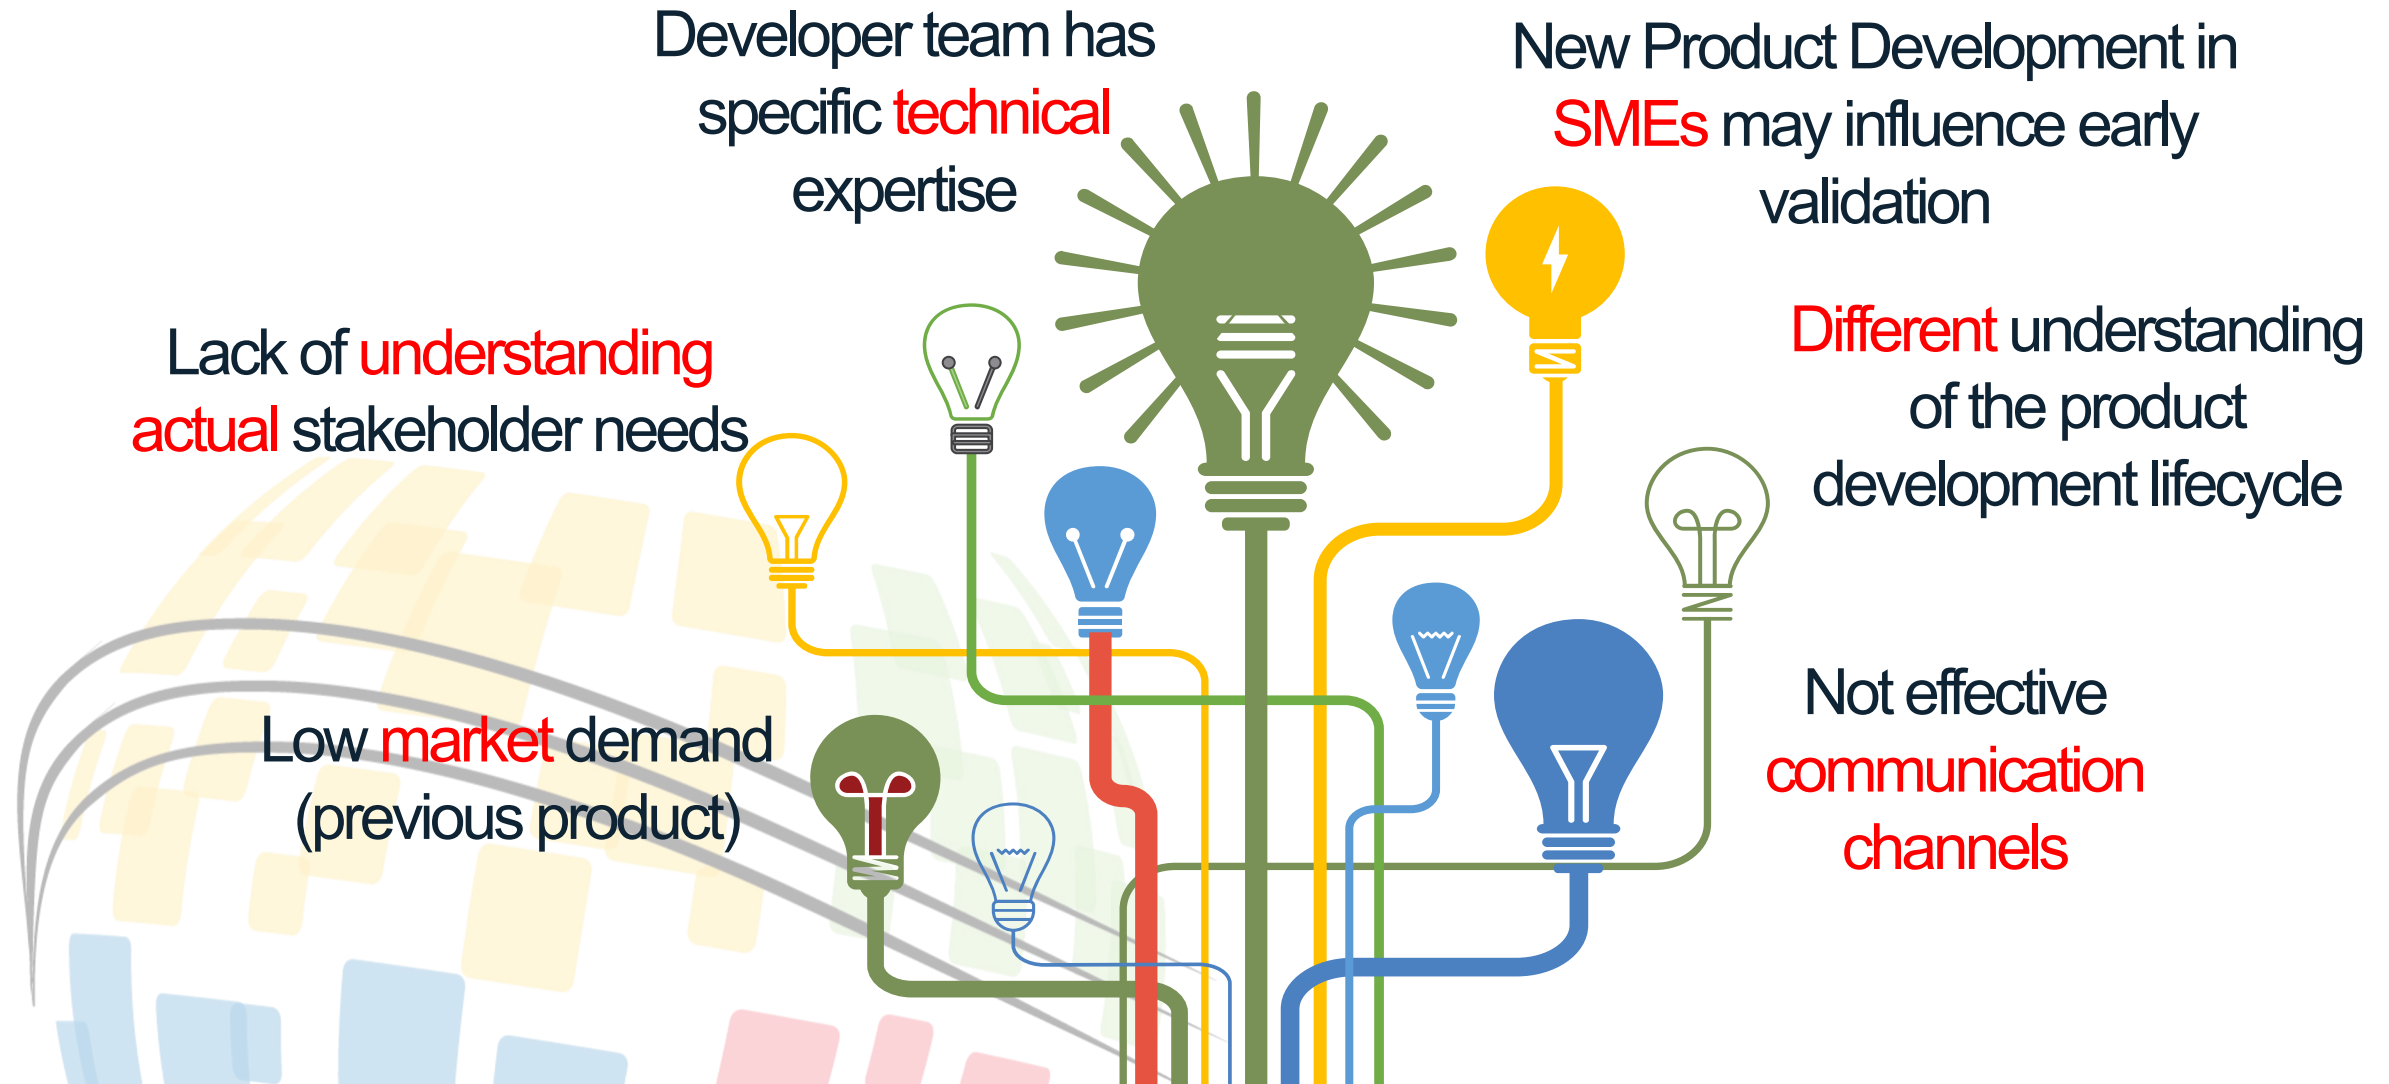 Developer team has
specific technical
expertise
New Product Development in
SMEs may influence early
validation
Lack of understanding
actual stakeholder needs
Different understanding
of the product
development lifecycle
Low market demand
(previous product)
Not effective
communication
channels